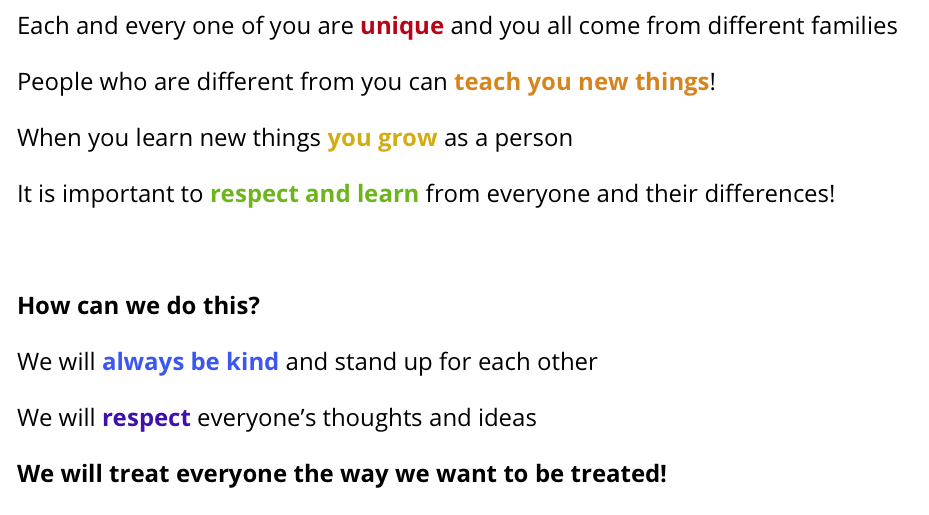 Each and every one of you are unique and you all come from different families
People who are different from you can teach you new things!
When you learn new things you grow as a person
It is important to respect and learn from everyone and their differences!
How can we do this?
We will always be kind and stand up for each other
We will respect everyone’s thoughts and ideas
We will treat everyone the way we want to be treated!